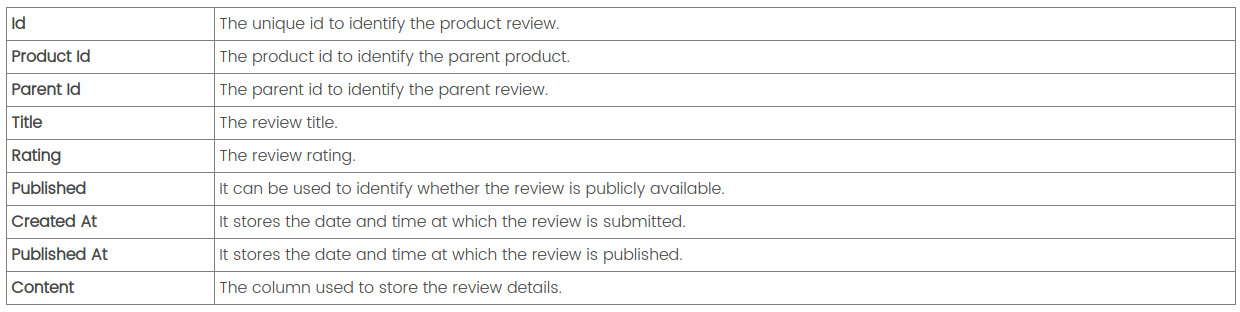 Id The unique id to identify the product review.
Product Id The product id to identify the parent product.
Parent Id The parent id to identify the parent review.
Title The review title.
Rating The review rating.
Published It can be used to identify whether the review is publicly available.
Created At It stores the date and time at which the review is submitted.
Published At It stores the date and time at which the review is published.
Content The column used to store the review details.